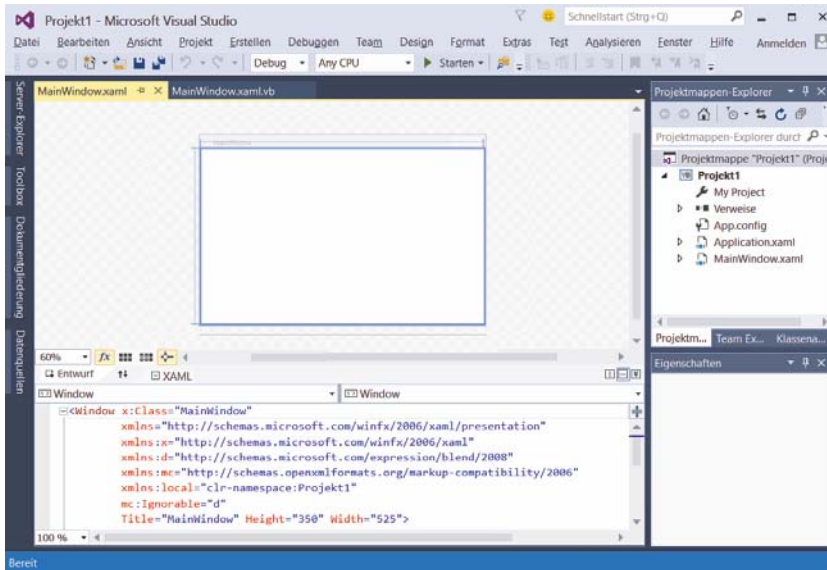 Projekt1 - Microsoft Visual Studio
Schnellstart (Strg+Q)
Datei Bearbeiten Ansicht Projekt Erstellen Debuggen Team Design Format Extras Test Analysieren Fenster Hilfe Anmelden
Debug Any CPU Starten
Server-Explorer
Toolbox
Dokumentgliederung
Datenquellen
MainWindow.xaml MainWindow.xaml.vb
MainWindow
60%
Entwurf XAML
Window Window
<Window x:Class="MainWindow"
xmlns="http://schemas.microsoft.com/winfx/2006/xaml/presentation"
xmlns:x="http://schemas.microsoft.com/winfx/2006/xaml"
xmlns:d="http://schemas.microsoft.com/expression/blend/2008"
xmlns:mc="http://schemas.openxmlformats.org/markup-compatibility/2006"
xmlns:local="clr-namespace:Projekt1"
mc:Ignorable="d"
Title="MainWindow" Height="350" Width="525">
100 %
Projektmappen-Explorer
Projektmappen-Explorer durch
Projektmappe "Projekt1" (Proje
Projekt1
My Project
Verweise
App.config
Application.xaml
MainWindow.xaml
Projektm... Team Ex... Klassena...
Eigenschaften
Bereit